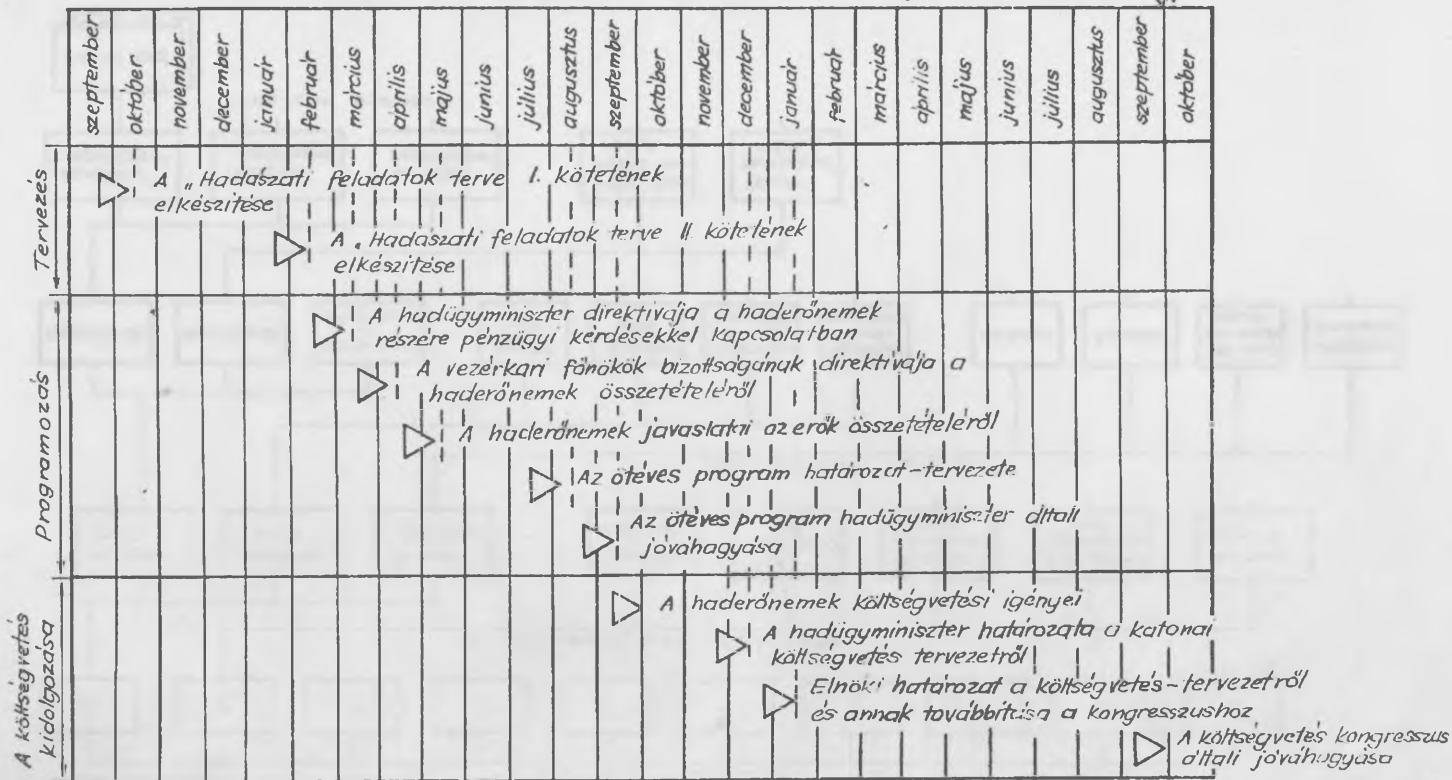 szeptember
október
november
december
január
február
március
április
május
junius
július
augusztus
szeptember
október
november
december
január
február
március
április
május
junius
július
augusztus
szeptember
október
Tervezés
A „Hadászati feladatok terve I. kötetének
elkészítése
A „Hadászati feladatok terve II kötetének
elkészítése
Programozás
A hadügyminiszter direktívája a haderőnemek
részére pénzügyi kérdésekkel kapcsolatban
A vezérkari főnökök bizottságának direktívája a
haderőnemek összetételéről
A haderőnemek javaslatai az erők összetételéről
Az ötéves program határozat-tervezete
Az ötéves program hadügyminiszter általi
jóváhagyása
A költségvetés
kidolgozása
A haderőnemek költségvetési igényei
A hadügyminiszter határozata a katonai
költségvetés tervezetről
Elnöki határozat a költségvetés-tervezetről
és annak továbbítása a kongresszushoz
A költségvetés kongresszus
általi jóváhagyása